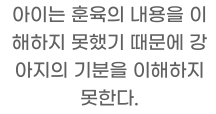 아이는 훈육의 내용을 이
해하지 못했기 때문에 강
아지의 기분을 이해하지
못한다.